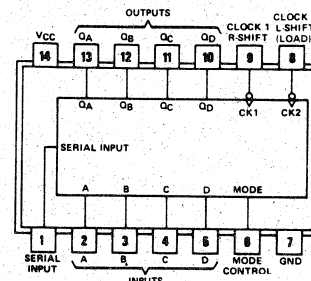 OUTPUTS
CLOCK 1
R-SHIFT
CLOCK
L-SHIFT
(LOAD)
VCC QA QB QC QD
14 13 12 11 10 9 8
QA QB QC QD CK1 CK2
SERIAL INPUT
A B C D MODE
1 2 3 4 5 6 7
SERIAL
INPUT
A B C D
MODE
CONTROL
GND
INPUTS